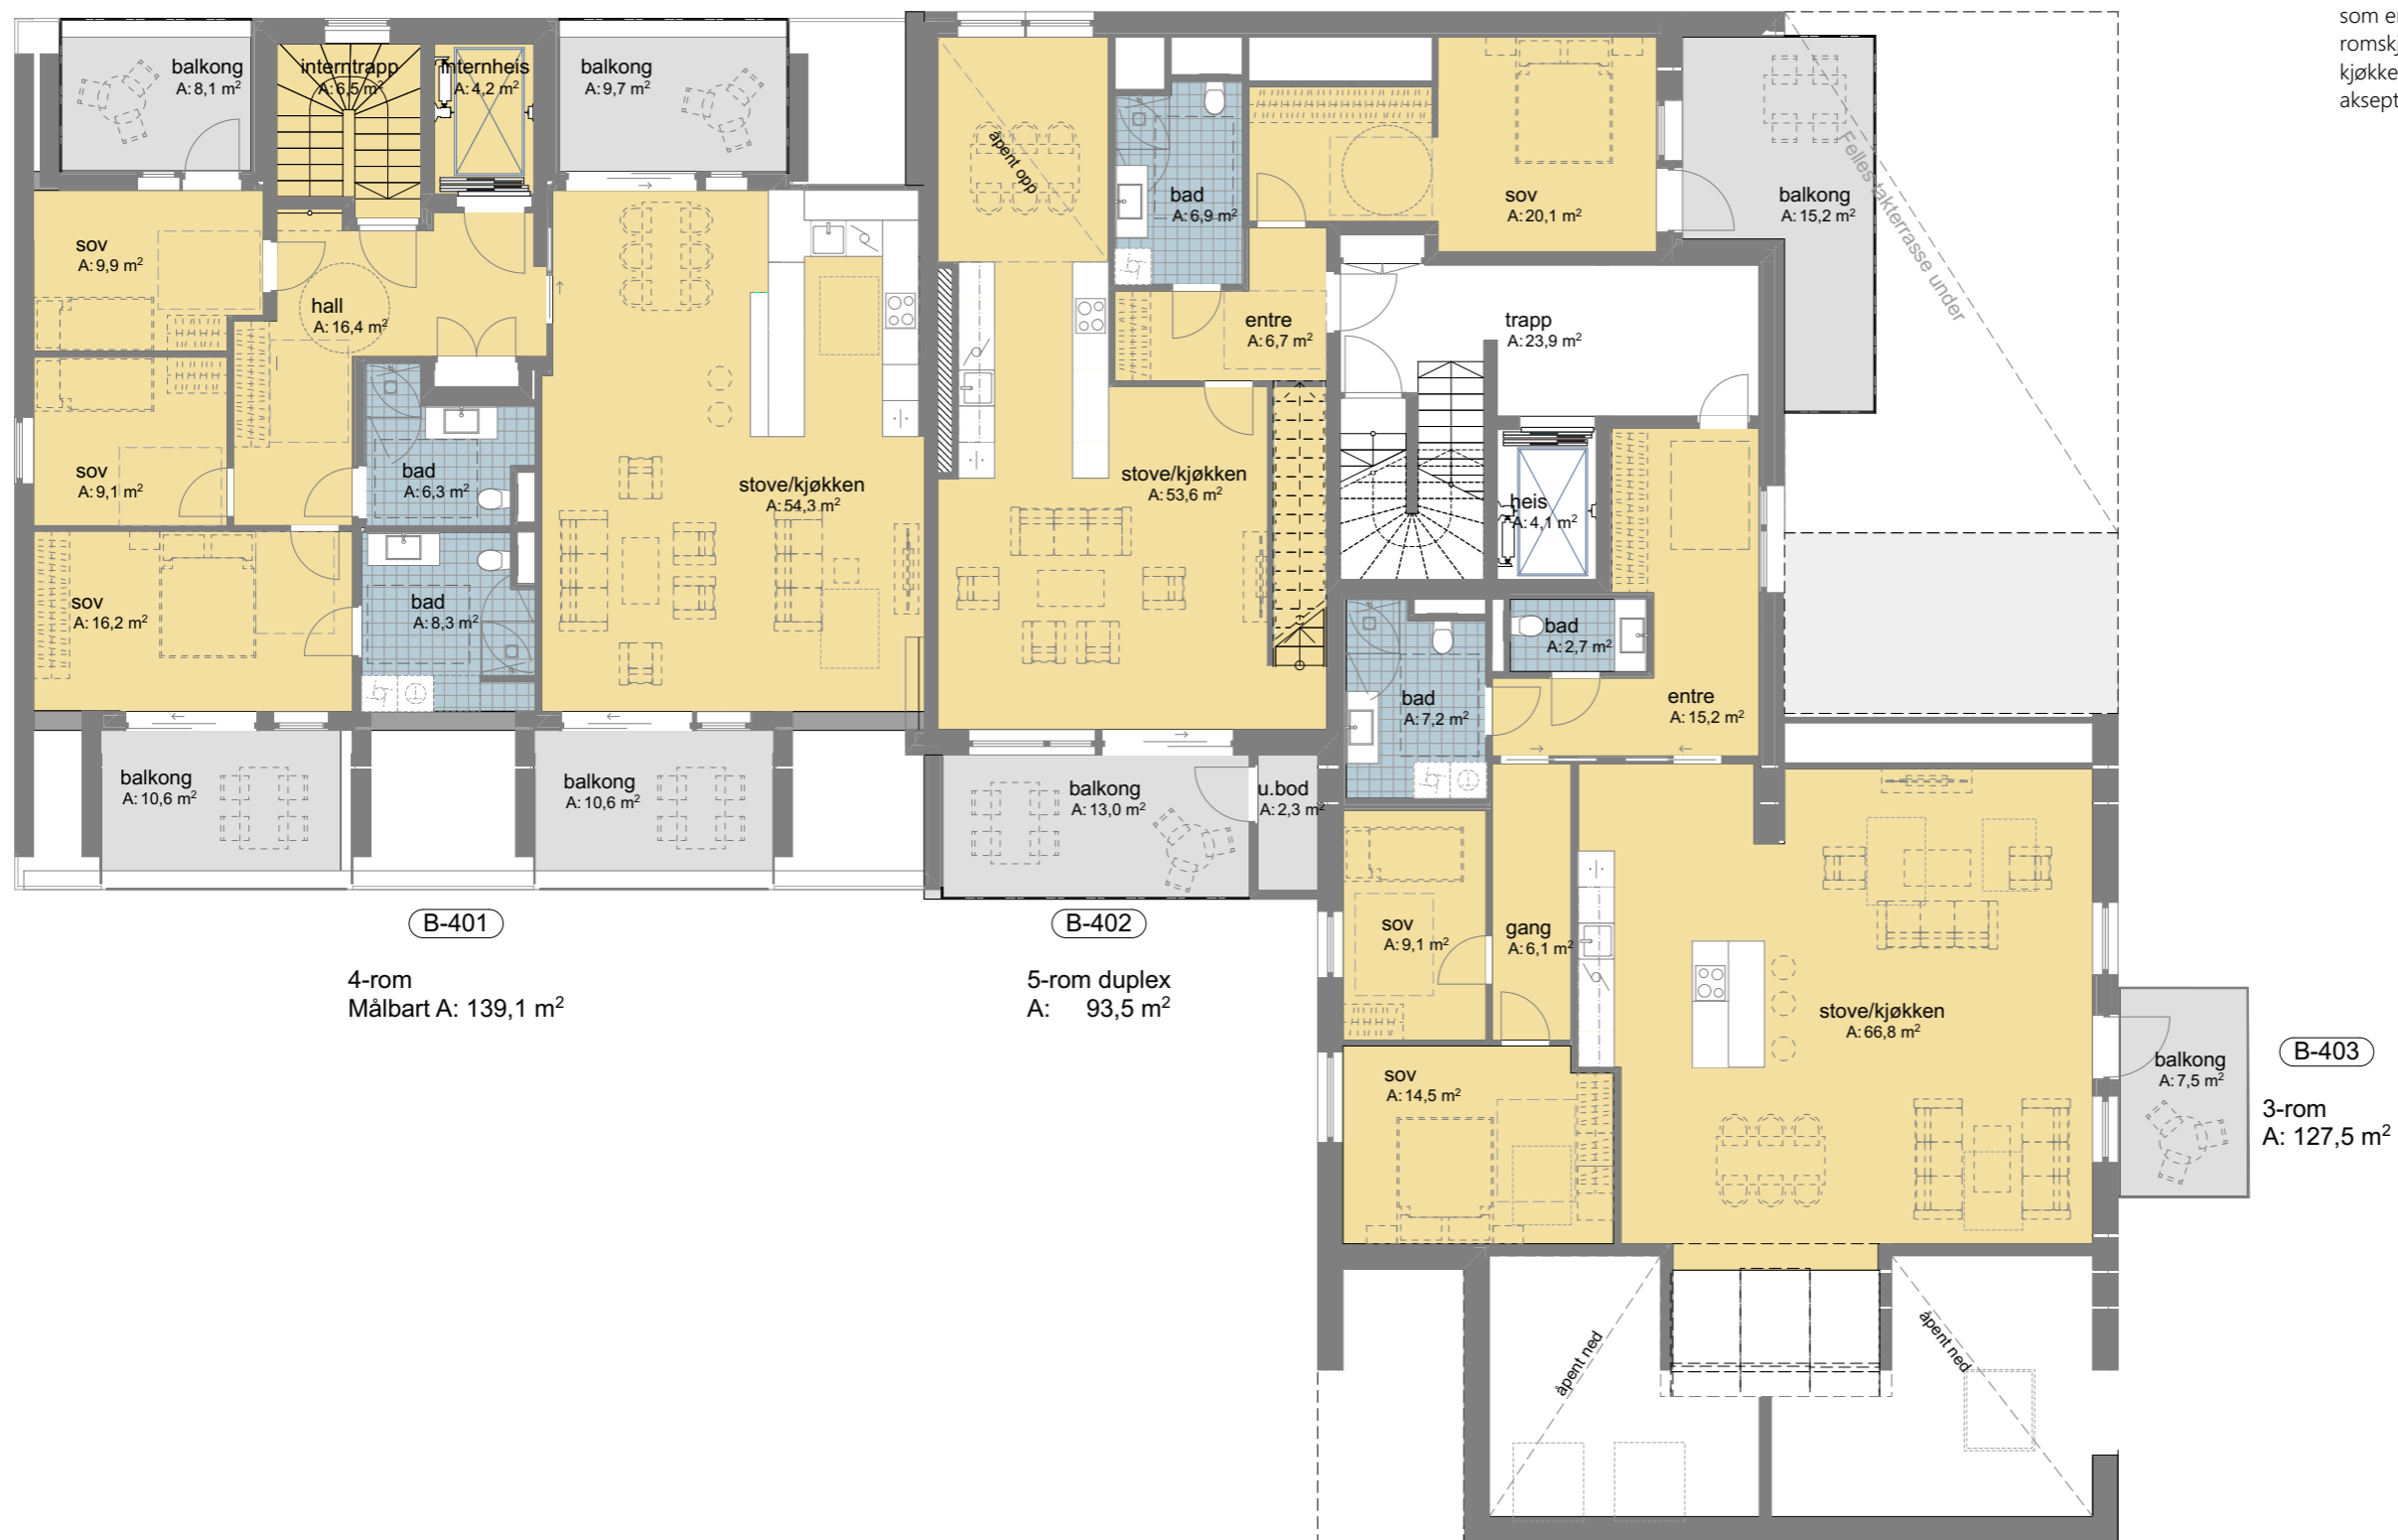 som e
romskj
kjøkke
aksept
balkong
A: 8,1 m²
interntrapp
A: 6,5 m²
internheis
A: 4,2 m²
balkong
A: 9,7 m²
sov
A: 9,9 m²
hall
A: 16,4 m²
sov
A: 9,1 m²
bad
A: 6,3 m²
sov
A: 16,2 m²
bad
A: 8,3 m²
stove/kjøkken
A: 54,3 m²
balkong
A: 10,6 m²
balkong
A: 10,6 m²
B-401
4-rom
Målbart A: 139,1 m²
åpent opp
bad
A: 6,9 m²
sov
A: 20,1 m²
balkong
A: 15,2 m²
Felles takterrasse under
entre
A: 6,7 m²
trapp
A: 23,9 m²
stove/kjøkken
A: 53,6 m²
heis
A: 4,1 m²
balkong
A: 13,0 m²
u.bod
A: 2,3 m²
B-402
5-rom duplex
A: 93,5 m²
bad
A: 2,7 m²
bad
A: 7,2 m²
entre
A: 15,2 m²
sov
A: 9,1 m²
gang
A: 6,1 m²
sov
A: 14,5 m²
stove/kjøkken
A: 66,8 m²
balkong
A: 7,5 m²
B-403
3-rom
A: 127,5 m²
åpent ned
åpent ned